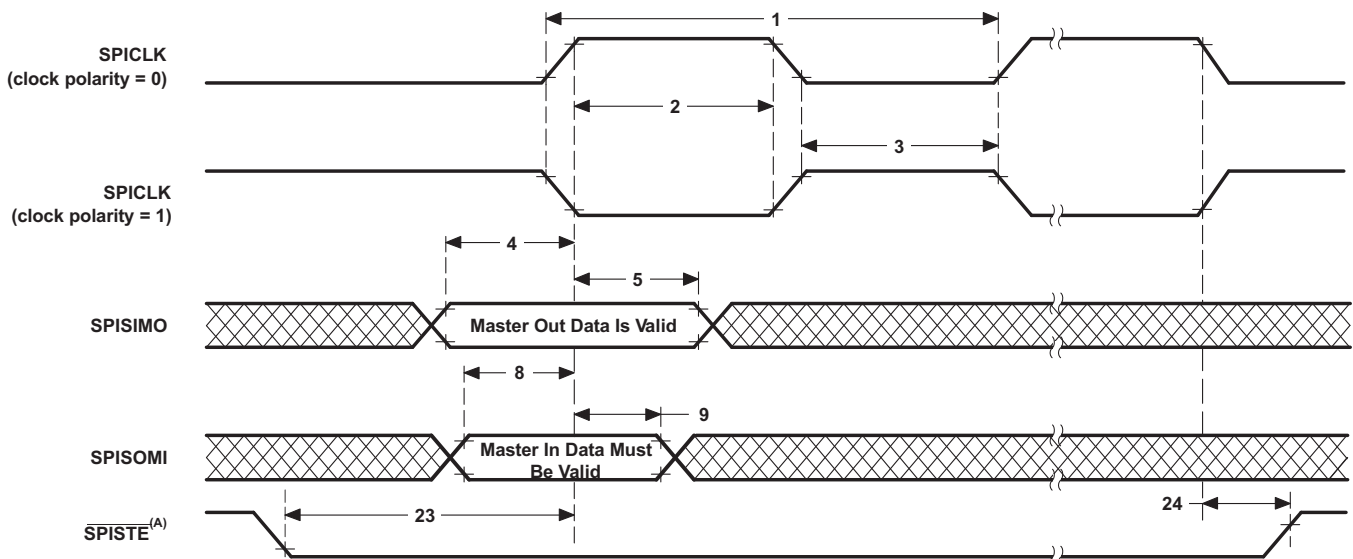 1
SPICLK
(clock polarity = 0)
2
3
SPICLK
(clock polarity = 1)
4
5
SPISIMO
Master Out Data Is Valid
8
9
SPISOMI
Master In Data Must
Be Valid
24
23
SPISTE(A)